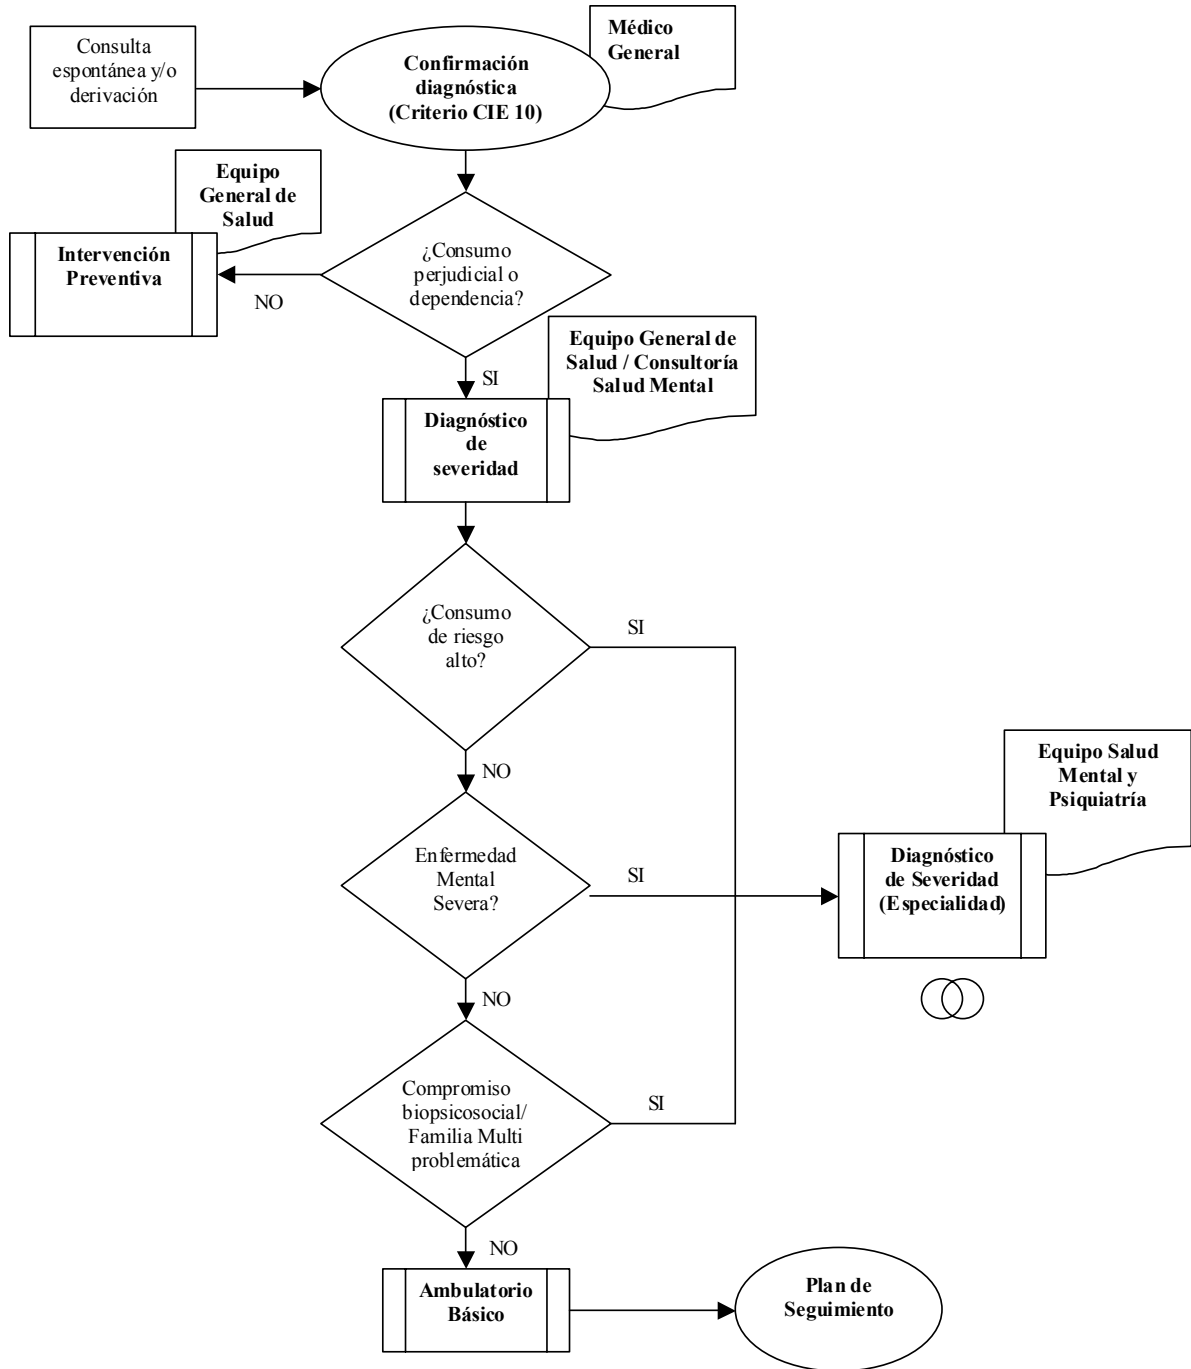 Consulta
espontánea y/o
derivación
Confirmación
diagnóstica
(Criterio CIE 10)
Médico
General
Equipo
General de
Salud
Intervención
Preventiva
NO
¿Consumo
perjudicial o
dependencia?
SI
Equipo General de
Salud / Consultoría
Salud Mental
Diagnóstico
de
severidad
¿Consumo
de riesgo
alto?
SI
NO
Enfermedad
Mental
Severa?
SI
Equipo Salud
Mental y
Psiquiatría
Diagnóstico
de Severidad
(Especialidad)
NO
Compromiso
biopsicosocial/
Familia Multi
problemática
SI
NO
Ambulatorio
Básico
Plan de
Seguimiento